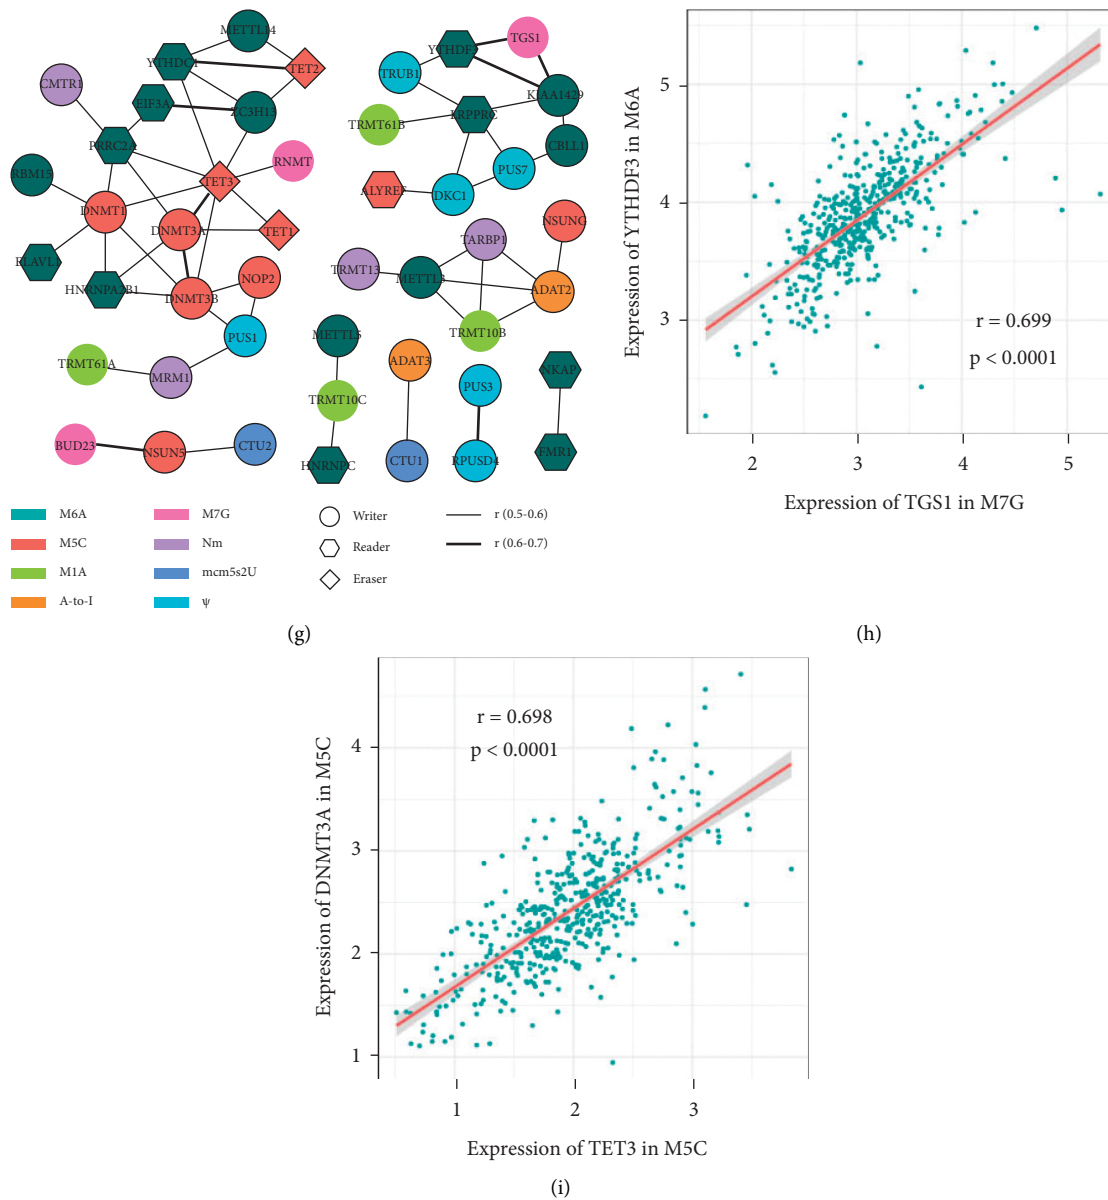 METTL14
YTHDC1
TET2
CMTR1
EIF3A
ZC3H13
PRRC2A
RBM15
TET3
RNMT
DNMT1
DNMT3A
TET1
ELAVL1
HNRNPA2B1
DNMT3B
NOP2
PUS1
TRMT61A
MRM1
BUD23
NSUN5
CTU2
YTHDF3
TGS1
TRUB1
KIAA1429
TRMT61B
LRPPRC
CBLL1
PUS7
ALYREF
DKC1
NSUNG
TARBP1
TRMT13
METTL3
ADAT2
TRMT10B
METTL5
ADAT3
PUS3
NKAP
TRMT10C
HNRNPC
CTU1
RPUSD4
FMR1
M6A
M5C
M1A
A-to-I
M7G
Nm
mcm5s2U
ψ
Writer
Reader
Eraser
r (0.5-0.6)
r (0.6-0.7)
(g)
Expression of YTHDF3 in M6A
5
4
3
r = 0.699
p < 0.0001
2 3 4 5
Expression of TGS1 in M7G
(h)
Expression of DNMT3A in M5C
4
3
2
1
r = 0.698
p < 0.0001
1 2 3
Expression of TET3 in M5C
(i)